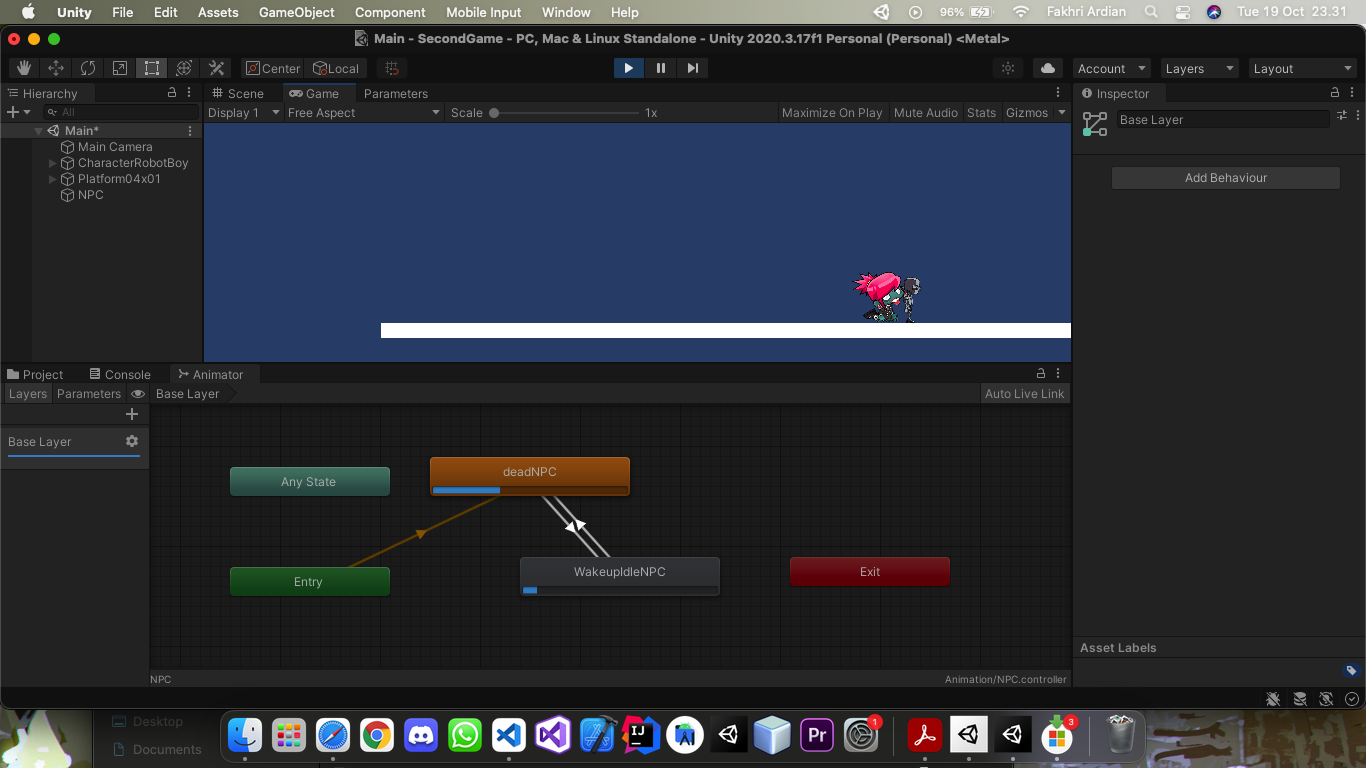 Unity File Edit Assets GameObject Component Mobile Input Window Help 96% Fakhri Ardian Tue 19 Oct 23.31
Main - SecondGame - PC, Mac & Linux Standalone - Unity 2020.3.17f1 Personal (Personal) <Metal>
Center Local Account Layers Layout
Hierarchy Scene Game Parameters Inspector
All Display 1 Free Aspect Scale 1x Maximize On Play Mute Audio Stats Gizmos Base Layer
Main*
Main Camera
CharacterRobotBoy
Platform04x01
NPC
Add Behaviour
Project Console Animator
Layers Parameters Base Layer Auto Live Link
Base Layer
deadNPC
Any State
WakeupIdleNPC Exit
Entry
Asset Labels
NPC Animation/NPC.controller
Desktop
Documents
IJ
Pr
1
3